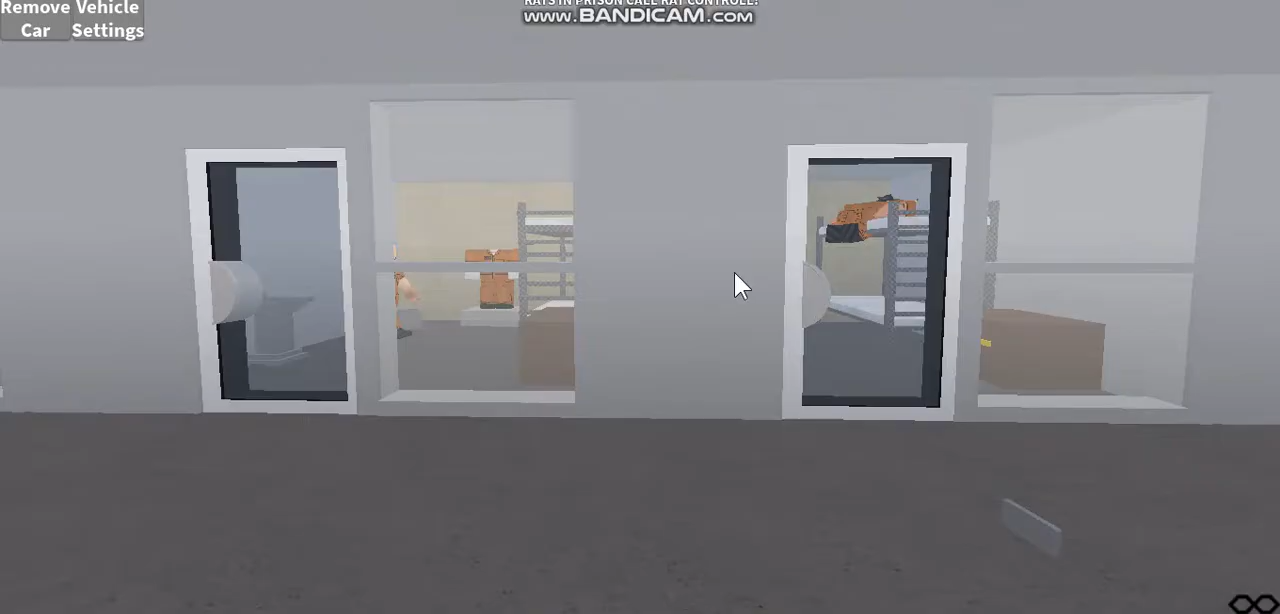 RATS IN PRISON CALL RAT CONTROLL!
www.BANDICAM.com
Remove Vehicle
Car Settings